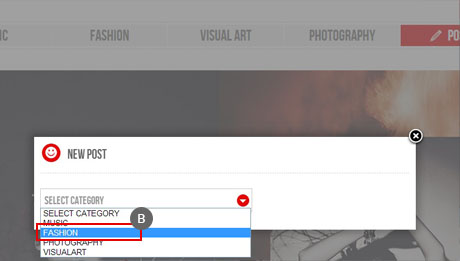 IC FASHION VISUAL ART PHOTOGRAPHY PO
NEW POST
SELECT CATEGORY
B
SELECT CATEGORY
MUSIC
FASHION
PHOTOGRAPHY
VISUALART